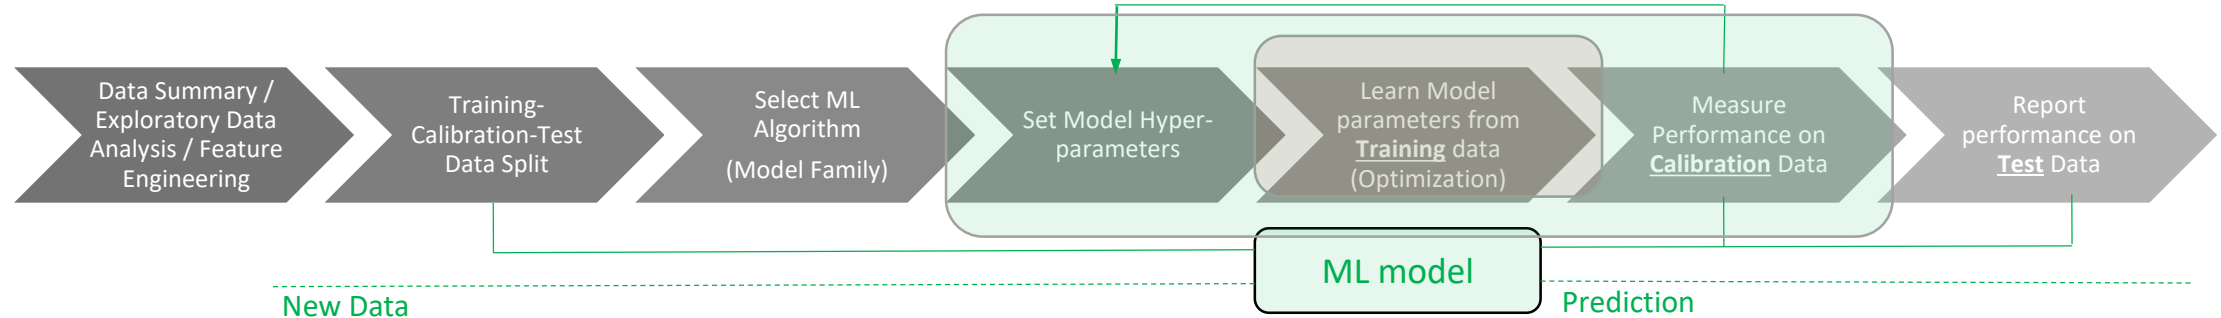 Data Summary /
Exploratory Data
Analysis / Feature
Engineering
Training-
Calibration-Test
Data Split
Select ML
Algorithm
(Model Family)
Set Model Hyper-
parameters
Learn Model
parameters from
Training data
(Optimization)
Measure
Performance on
Calibration Data
Report
performance on
Test Data
ML model
New Data
Prediction